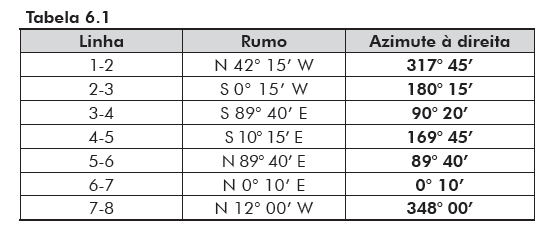 Tabela 6.1
Linha Rumo Azimute à direita
1-2 N 42° 15′ W 317° 45′
2-3 S 0° 15′ W 180° 15′
3-4 S 89° 40′ E 90° 20′
4-5 S 10° 15′ E 169° 45′
5-6 N 89° 40′ E 89° 40′
6-7 N 0° 10′ E 0° 10′
7-8 N 12° 00′ W 348° 00′